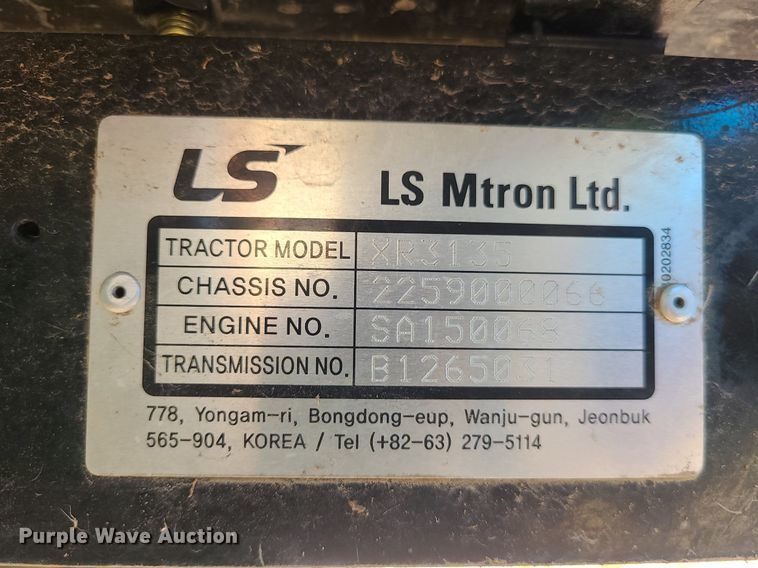 LS LS Mtron Ltd.
TRACTOR MODEL XR3135
CHASSIS NO. 2259000066
ENGINE NO. SA150068
TRANSMISSION NO. B1265031
778, Yongam-ri, Bongdong-eup, Wanju-gun, Jeonbuk
565-904, KOREA / Tel (+82-63) 279-5114
Purple Wave Auction